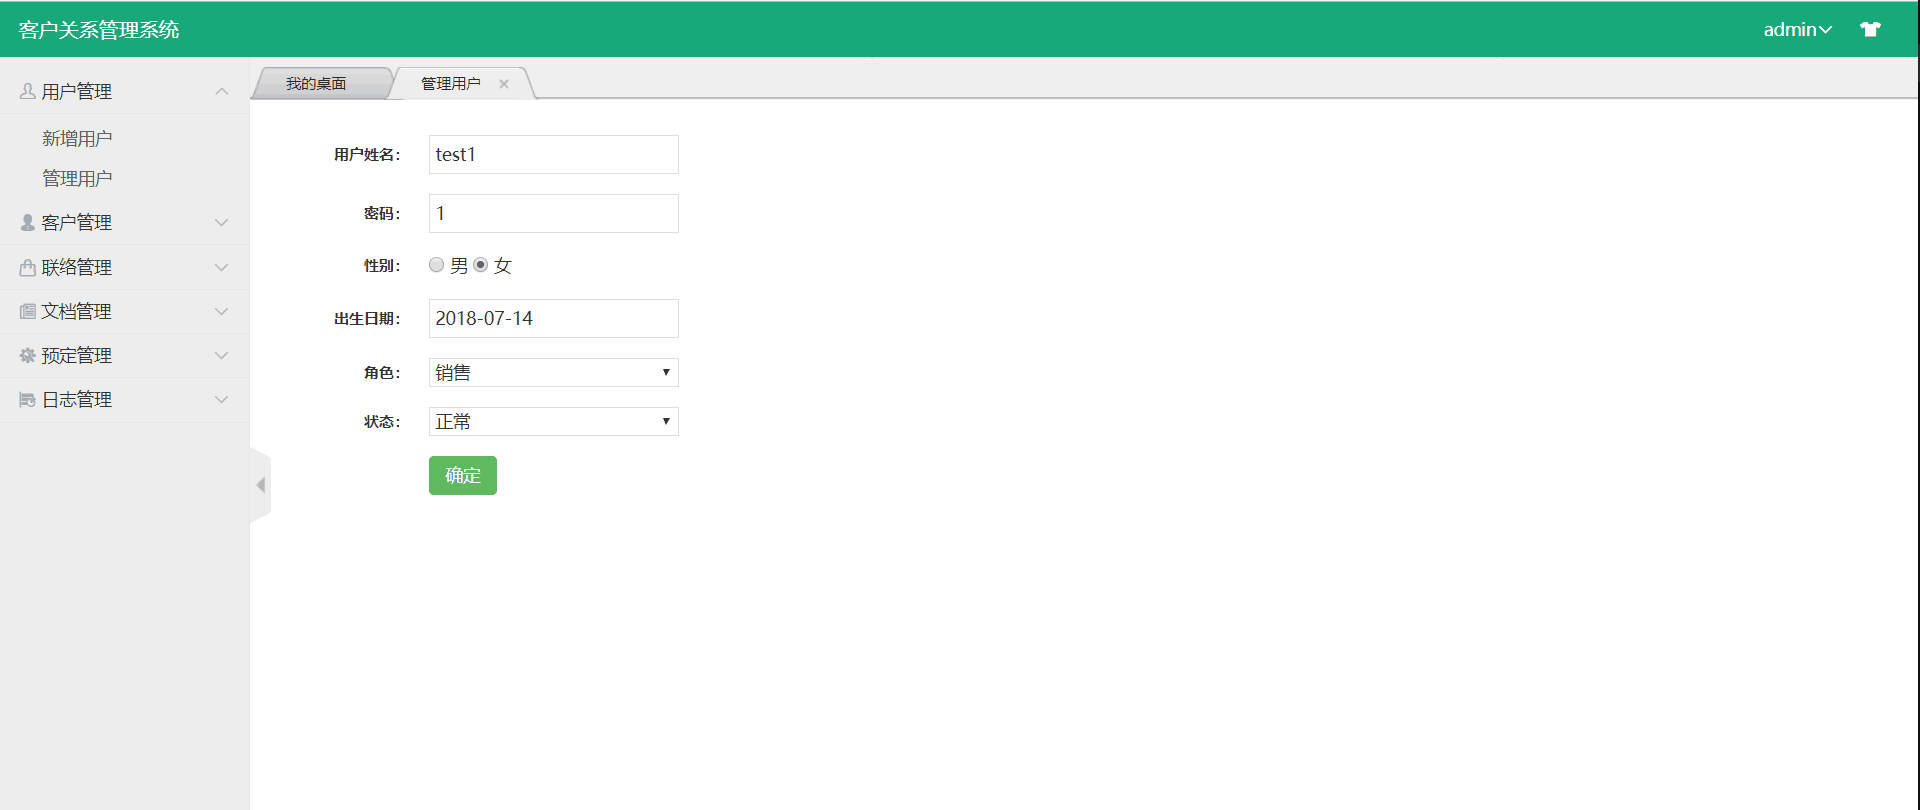 客户关系管理系统
admin
用户管理
新增用户
管理用户
客户管理
联络管理
文档管理
预定管理
日志管理
我的桌面
管理用户
用户姓名： test1
密码： 1
性别： 男 女
出生日期： 2018-07-14
角色： 销售
状态： 正常
确定